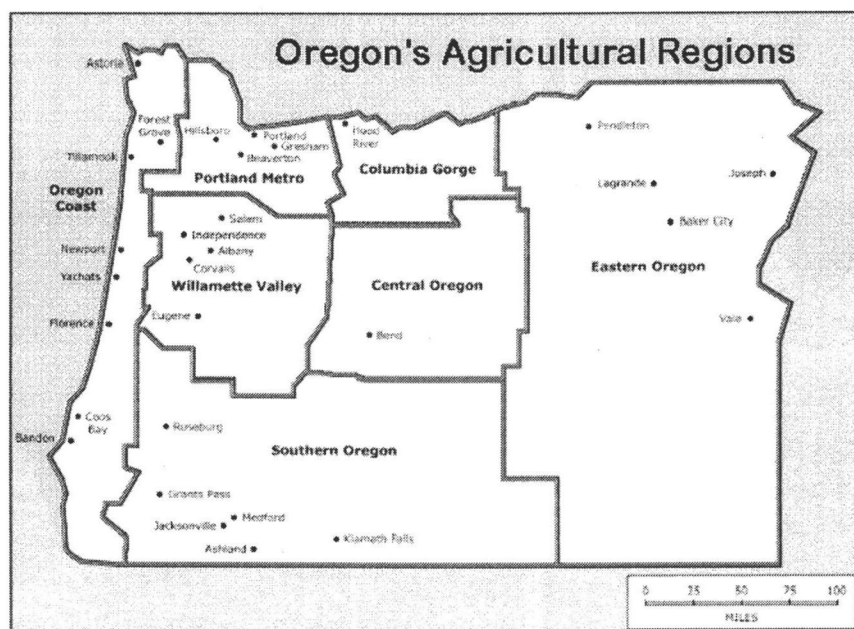 Oregon's Agricultural Regions
Astoria
Forest
Grove
Hillsboro
Portland
Gresham
Beaverton
Hood
River
Pendleton
Tillamook
Portland Metro
Columbia Gorge
Lagrande
Joseph
Oregon
Coast
Salem
Independence
Albany
Corvalis
Baker City
Newport
Yachats
Willamette Valley
Central Oregon
Eastern Oregon
Florence
Eugene
Bend
Vale
Coos
Bay
Bandon
Roseburg
Southern Oregon
Grants Pass
Medford
Jacksonville
Ashland
Klamath Falls
0 25 50 75 100
MILES